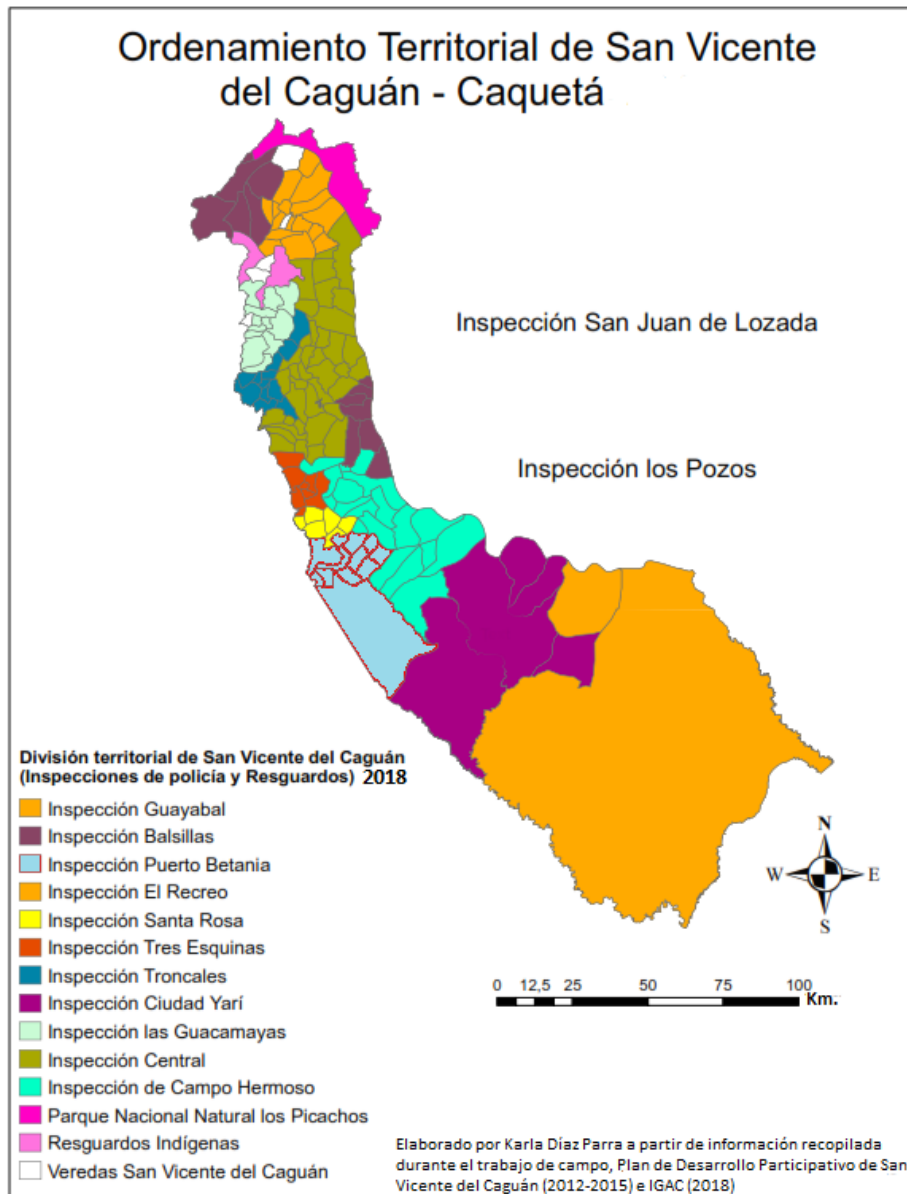 Ordenamiento Territorial de San Vicente
del Caguán - Caquetá
Inspección San Juan de Lozada
Inspección los Pozos
División territorial de San Vicente del Caguán
(Inspecciones de policía y Resguardos) 2018
Inspección Guayabal
Inspección Balsillas
Inspección Puerto Betania
Inspección El Recreo
Inspección Santa Rosa
Inspección Tres Esquinas
Inspección Troncales
Inspección Ciudad Yarí
Inspección las Guacamayas
Inspección Central
Inspección de Campo Hermoso
Parque Nacional Natural los Picachos
Resguardos Indígenas
Veredas San Vicente del Caguán
N
W E
S
0 12,5 25 50 75 100
Km.
Elaborado por Karla Díaz Parra a partir de información recopilada
durante el trabajo de campo, Plan de Desarrollo Participativo de San
Vicente del Caguán (2012-2015) e IGAC (2018)